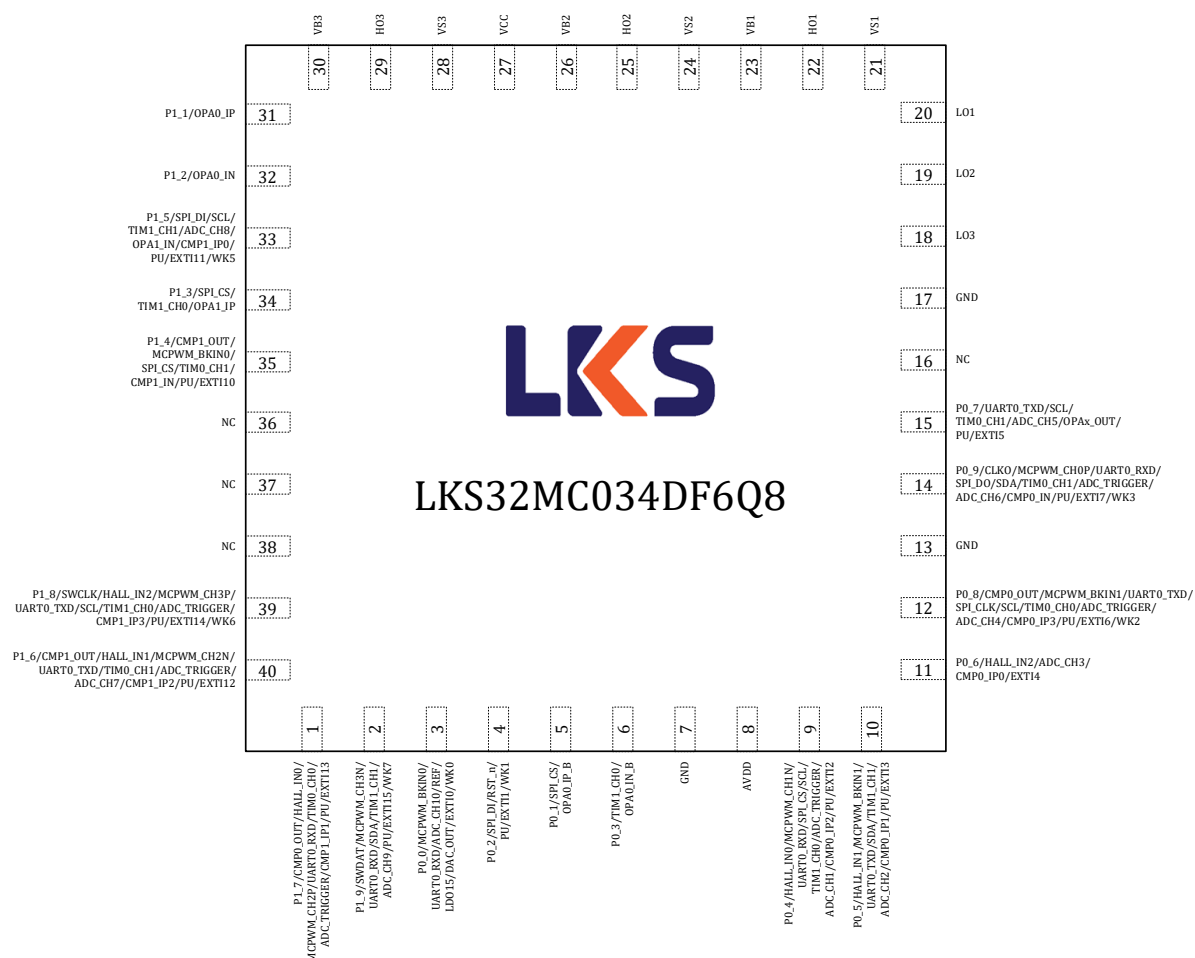 VB3
HO3
VS3
VCC
VB2
HO2
VS2
VB1
HO1
VS1
30
29
28
27
26
25
24
23
22
21
P1_1/OPA0_IP
31
P1_2/OPA0_IN
32
P1_5/SPI_DI/SCL/
TIM1_CH1/ADC_CH8/
OPA1_IN/CMP1_IP0/
PU/EXTI11/WK5
33
P1_3/SPI_CS/
TIM1_CH0/OPA1_IP
34
P1_4/CMP1_OUT/
MCPWM_BKIN0/
SPI_CS/TIM0_CH1/
CMP1_IN/PU/EXTI10
35
NC
36
NC
37
NC
38
P1_8/SWCLK/HALL_IN2/MCPWM_CH3P/
UART0_TXD/SCL/TIM1_CH0/ADC_TRIGGER/
CMP1_IP3/PU/EXTI14/WK6
39
P1_6/CMP1_OUT/HALL_IN1/MCPWM_CH2N/
UART0_TXD/TIM0_CH1/ADC_TRIGGER/
ADC_CH7/CMP1_IP2/PU/EXTI12
40
LKS
LKS32MC034DF6Q8
20
LO1
19
LO2
18
LO3
17
GND
16
NC
15
P0_7/UART0_TXD/SCL/
TIM0_CH1/ADC_CH5/OPAx_OUT/
PU/EXTI5
14
P0_9/CLKO/MCPWM_CH0P/UART0_RXD/
SPI_DO/SDA/TIM0_CH1/ADC_TRIGGER/
ADC_CH6/CMP0_IN/PU/EXTI7/WK3
13
GND
12
P0_8/CMP0_OUT/MCPWM_BKIN1/UART0_TXD/
SPI_CLK/SCL/TIM0_CH0/ADC_TRIGGER/
ADC_CH4/CMP0_IP3/PU/EXTI6/WK2
11
P0_6/HALL_IN2/ADC_CH3/
CMP0_IP0/EXTI4
1
2
3
4
5
6
7
8
9
10
P1_7/CMP0_OUT/HALL_IN0/
MCPWM_CH2P/UART0_RXD/TIM0_CH0/
ADC_TRIGGER/CMP1_IP1/PU/EXTI13
P1_9/SWDAT/MCPWM_CH3N/
UART0_RXD/SDA/TIM1_CH1/
ADC_CH9/PU/EXTI15/WK7
P0_0/MCPWM_BKIN0/
UART0_RXD/ADC_CH10/REF/
LDO15/DAC_OUT/EXTI0/WK0
P0_2/SPI_DI/RST_n/
PU/EXTI1/WK1
P0_1/SPI_CS/
OPA0_IP_B
P0_3/TIM1_CH0/
OPA0_IN_B
GND
AVDD
P0_4/HALL_IN0/MCPWM_CH1N/
UART0_RXD/SPI_CS/SCL/
TIM1_CH0/ADC_TRIGGER/
ADC_CH1/CMP0_IP2/PU/EXTI2
P0_5/HALL_IN1/MCPWM_BKIN1/
UART0_TXD/SDA/TIM1_CH1/
ADC_CH2/CMP0_IP1/PU/EXTI3